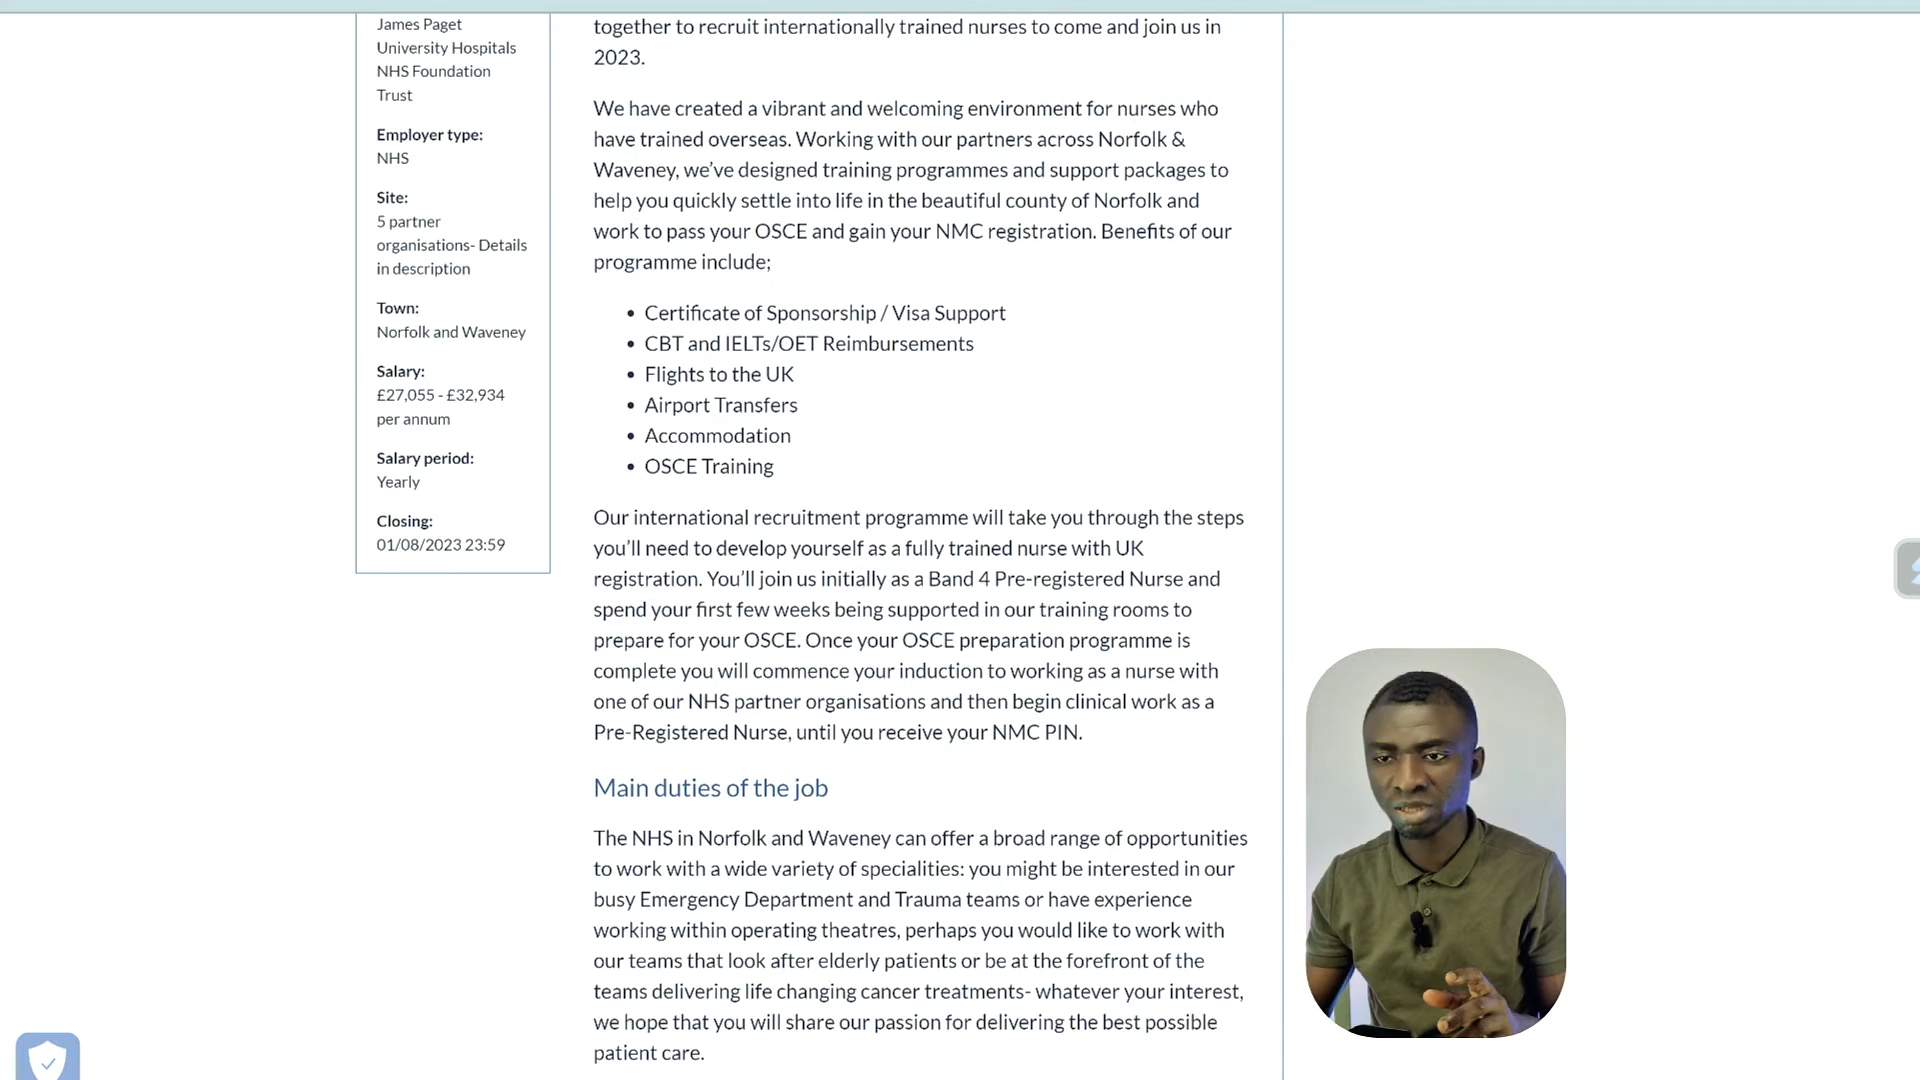 James Paget
University Hospitals
NHS Foundation
Trust
Employer type:
NHS
Site:
5 partner
organisations- Details
in description
Town:
Norfolk and Waveney
Salary:
£27,055 - £32,934
per annum
Salary period:
Yearly
Closing:
01/08/2023 23:59
together to recruit internationally trained nurses to come and join us in
2023.
We have created a vibrant and welcoming environment for nurses who
have trained overseas. Working with our partners across Norfolk &
Waveney, we’ve designed training programmes and support packages to
help you quickly settle into life in the beautiful county of Norfolk and
work to pass your OSCE and gain your NMC registration. Benefits of our
programme include;
• Certificate of Sponsorship / Visa Support
• CBT and IELTs/OET Reimbursements
• Flights to the UK
• Airport Transfers
• Accommodation
• OSCE Training
Our international recruitment programme will take you through the steps
you’ll need to develop yourself as a fully trained nurse with UK
registration. You’ll join us initially as a Band 4 Pre-registered Nurse and
spend your first few weeks being supported in our training rooms to
prepare for your OSCE. Once your OSCE preparation programme is
complete you will commence your induction to working as a nurse with
one of our NHS partner organisations and then begin clinical work as a
Pre-Registered Nurse, until you receive your NMC PIN.
Main duties of the job
The NHS in Norfolk and Waveney can offer a broad range of opportunities
to work with a wide variety of specialities: you might be interested in our
busy Emergency Department and Trauma teams or have experience
working within operating theatres, perhaps you would like to work with
our teams that look after elderly patients or be at the forefront of the
teams delivering life changing cancer treatments- whatever your interest,
we hope that you will share our passion for delivering the best possible
patient care.